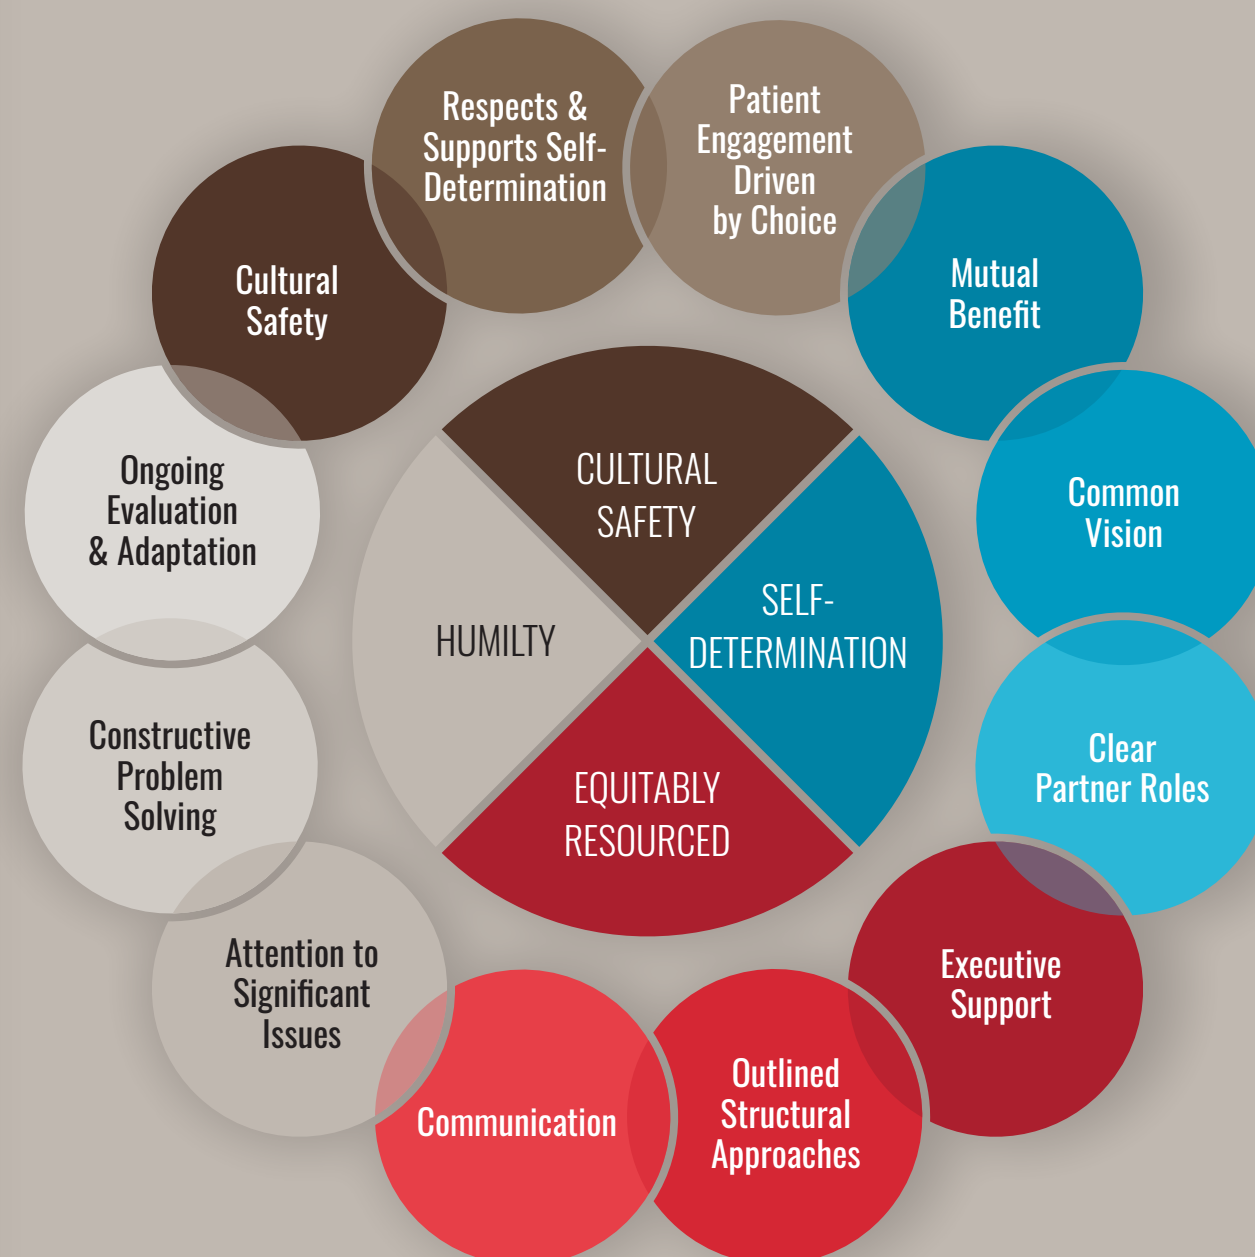 Respects &
Supports Self-
Determination
Patient
Engagement
Driven
by Choice
Mutual
Benefit
Common
Vision
Clear
Partner Roles
Executive
Support
Outlined
Structural
Approaches
Communication
Attention to
Significant
Issues
Constructive
Problem
Solving
Ongoing
Evaluation
& Adaptation
Cultural
Safety
CULTURAL
SAFETY
SELF-
DETERMINATION
EQUITABLY
RESOURCED
HUMILTY